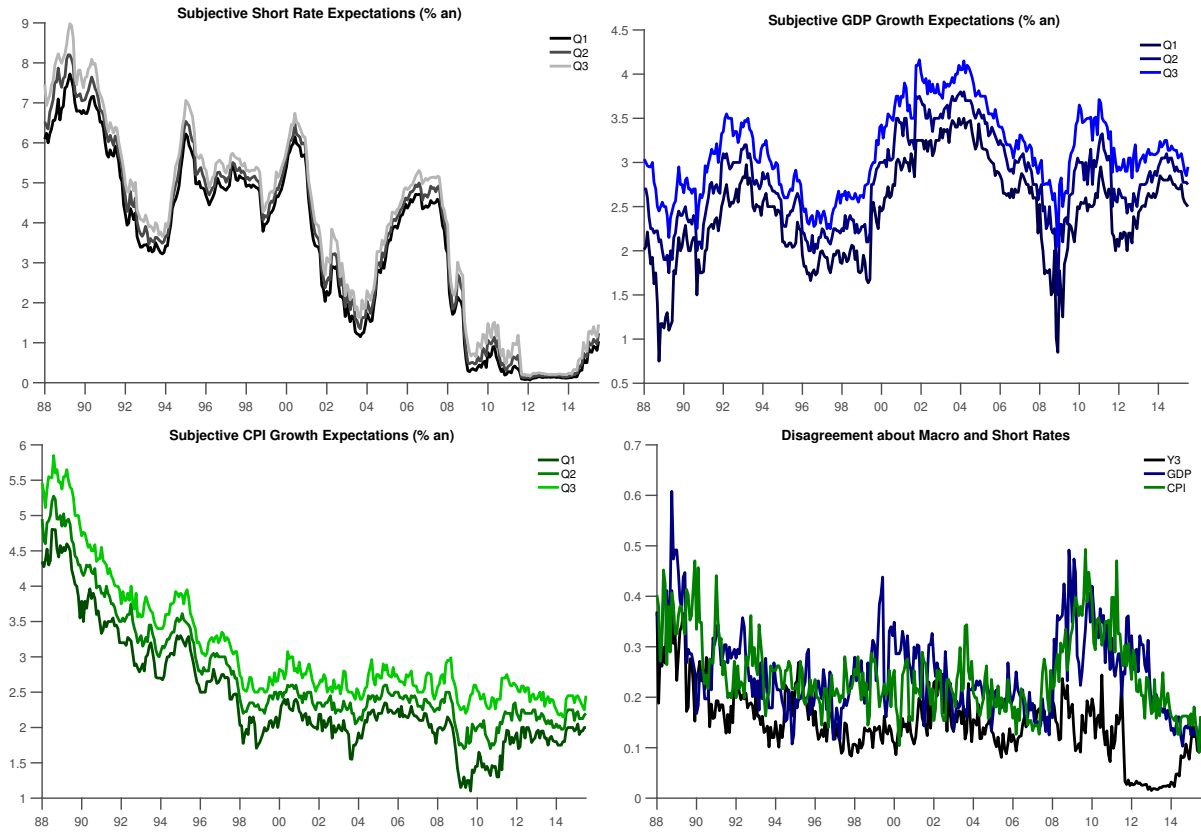 Subjective Short Rate Expectations (% an)
Q1
Q2
Q3
9
8
7
6
5
4
3
2
1
0
88 90 92 94 96 98 00 02 04 06 08 10 12 14
Subjective GDP Growth Expectations (% an)
Q1
Q2
Q3
4.5
4
3.5
3
2.5
2
1.5
1
0.5
88 90 92 94 96 98 00 02 04 06 08 10 12 14
Subjective CPI Growth Expectations (% an)
Q1
Q2
Q3
6
5.5
5
4.5
4
3.5
3
2.5
2
1.5
1
88 90 92 94 96 98 00 02 04 06 08 10 12 14
Disagreement about Macro and Short Rates
Y3
GDP
CPI
0.7
0.6
0.5
0.4
0.3
0.2
0.1
0
88 90 92 94 96 98 00 02 04 06 08 10 12 14